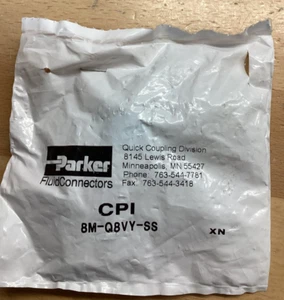 Parker
FluidConnectors
Quick Coupling Division
8145 Lewis Road
Minneapolis, MN 55427
Phone: 763-544-7781
Fax: 763-544-3418
CPI
8M-Q8VY-SS
XN